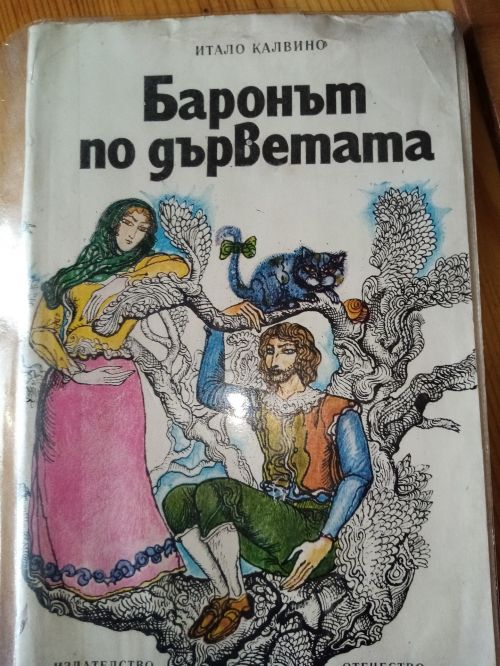 ИТАЛО КАЛВИНО
Баронът
по дърветата
ИЗДАТЕЛСТВО ОТЕЧЕСТВО